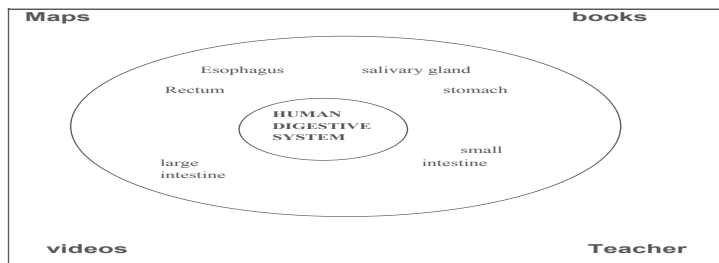 Maps books
Esophagus salivary gland
Rectum stomach
HUMAN
DIGESTIVE
SYSTEM
small
large intestine
intestine
videos Teacher